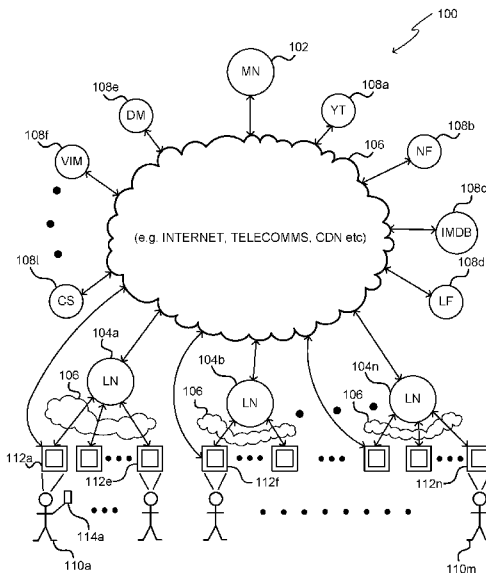 100
102
MN
108e
108a
DM
YT
106
108f
108b
VIM
NF
108c
(e.g. INTERNET, TELECOMMS, CDN etc)
IMDB
108l
108d
CS
LF
104a
104b
104n
LN
LN
LN
106
106
106
112a
112e
112f
112n
114a
110a
110m